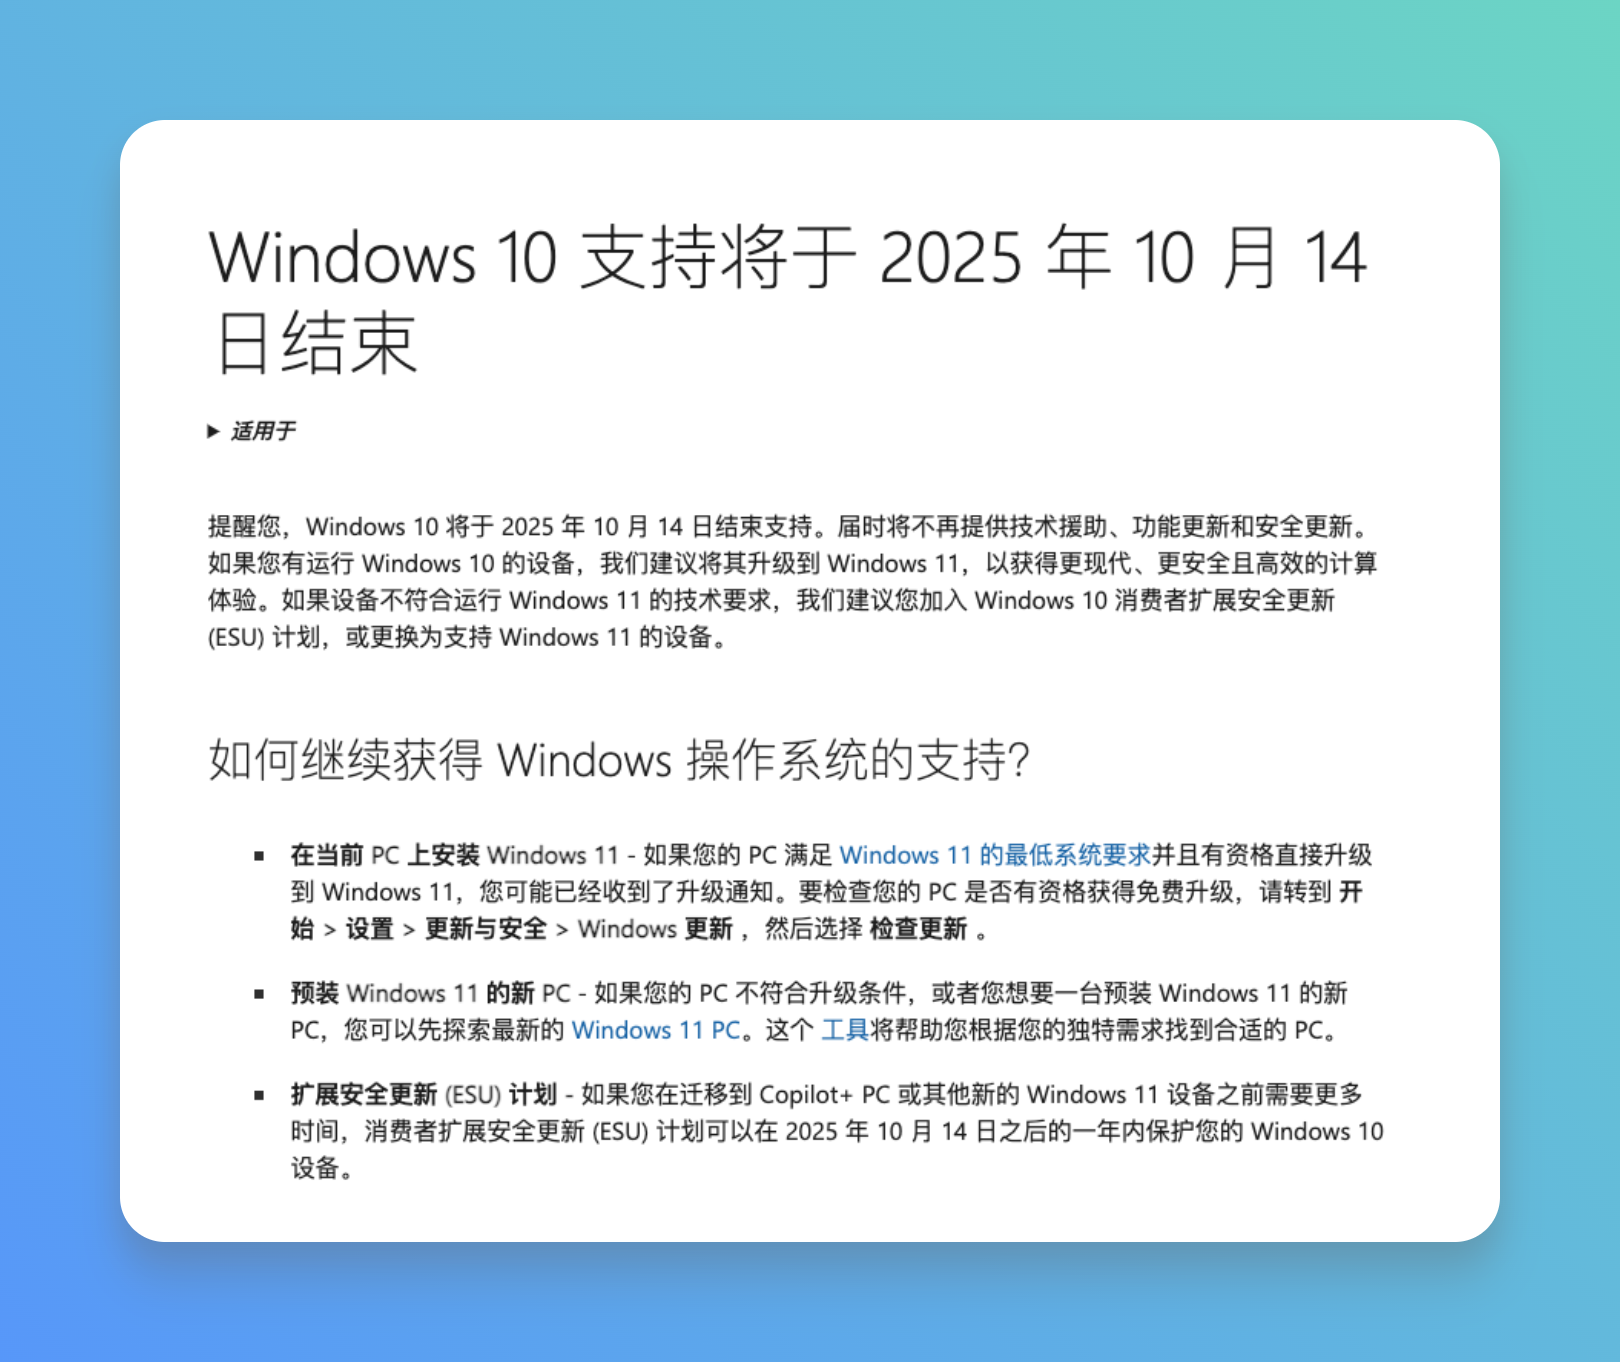 Windows 10 支持将于 2025 年 10 月 14
日结束
▶ 适用于
提醒您，Windows 10 将于 2025 年 10 月 14 日结束支持。届时将不再提供技术援助、功能更新和安全更新。
如果您有运行 Windows 10 的设备，我们建议将其升级到 Windows 11，以获得更现代、更安全且高效的计算
体验。如果设备不符合运行 Windows 11 的技术要求，我们建议您加入 Windows 10 消费者扩展安全更新
(ESU) 计划，或更换为支持 Windows 11 的设备。
如何继续获得 Windows 操作系统的支持？
▪ 在当前 PC 上安装 Windows 11 - 如果您的 PC 满足 Windows 11 的最低系统要求并且有资格直接升级
到 Windows 11，您可能已经收到了升级通知。要检查您的 PC 是否有资格获得免费升级，请转到 开
始 > 设置 > 更新与安全 > Windows 更新 ，然后选择 检查更新 。
▪ 预装 Windows 11 的新 PC - 如果您的 PC 不符合升级条件，或者您想要一台预装 Windows 11 的新
PC，您可以先探索最新的 Windows 11 PC。这个 工具将帮助您根据您的独特需求找到合适的 PC。
▪ 扩展安全更新 (ESU) 计划 - 如果您在迁移到 Copilot+ PC 或其他新的 Windows 11 设备之前需要更多
时间，消费者扩展安全更新 (ESU) 计划可以在 2025 年 10 月 14 日之后的一年内保护您的 Windows 10
设备。